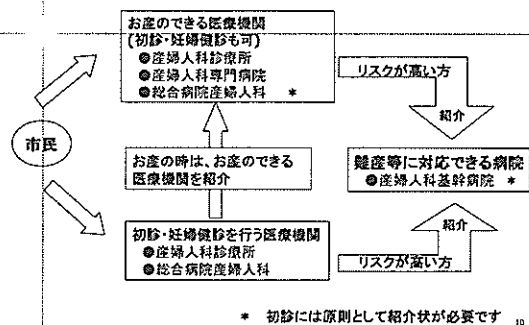 お産のできる医療機関
(初診・妊婦健診も可)
●産婦人科診療所
●産婦人科専門病院
●総合病院産婦人科 *
リスクが高い方
紹介
市民
お産の時は、お産のできる
医療機関を紹介
難産等に対応できる病院
●産婦人科基幹病院 *
初診・妊婦健診を行う医療機関
●産婦人科診療所
●総合病院産婦人科
紹介
リスクが高い方
* 初診には原則として紹介状が必要です